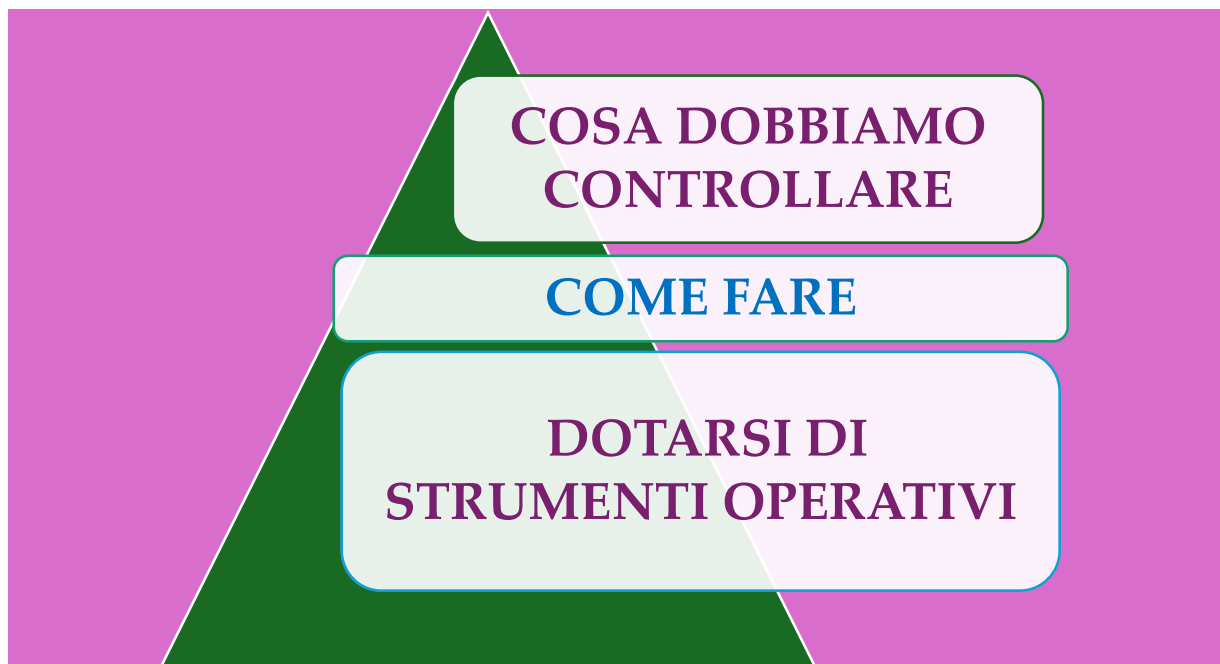 COSA DOBBIAMO
CONTROLLARE
COME FARE
DOTARSI DI
STRUMENTI OPERATIVI